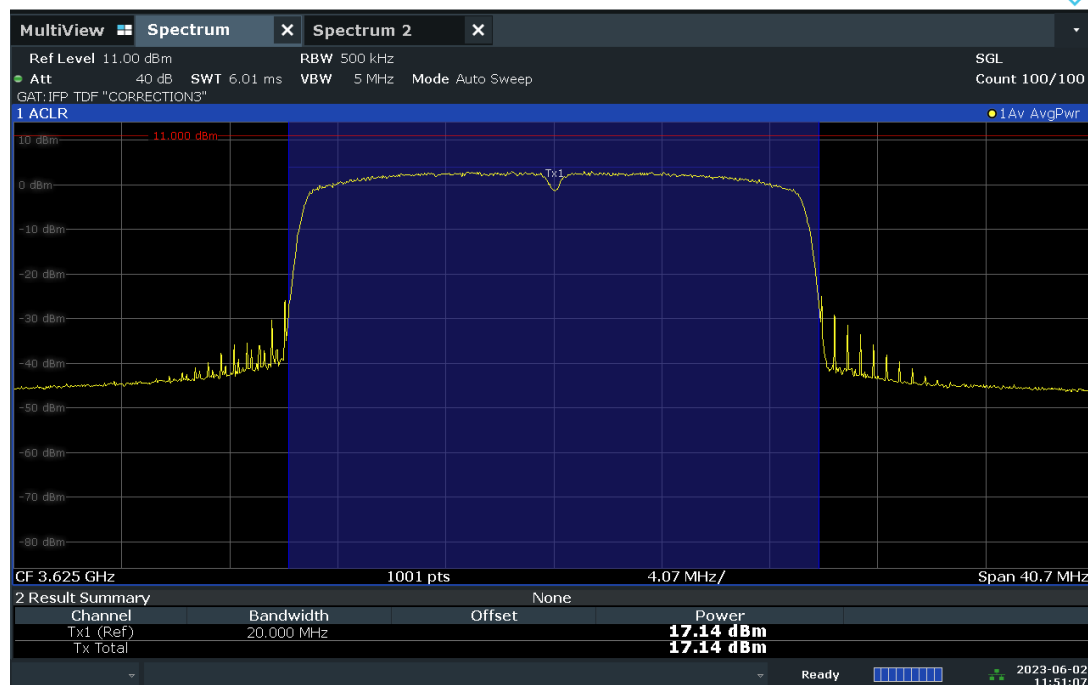 MultiView Spectrum X Spectrum 2 X
Ref Level 11.00 dBm RBW 500 kHz SGL
Att 40 dB SWT 6.01 ms VBW 5 MHz Mode Auto Sweep Count 100/100
GAT:IFP TDF "CORRECTION3"
1 ACLR 1Av AvgPwr
10 dBm
11.000 dBm
Tx1
0 dBm
-10 dBm
-20 dBm
-30 dBm
-40 dBm
-50 dBm
-60 dBm
-70 dBm
-80 dBm
CF 3.625 GHz 1001 pts 4.07 MHz/ Span 40.7 MHz
2 Result Summary None
Channel Bandwidth Offset Power
Tx1 (Ref) 20.000 MHz 17.14 dBm
Tx Total 17.14 dBm
Ready 2023-06-02
11:51:07